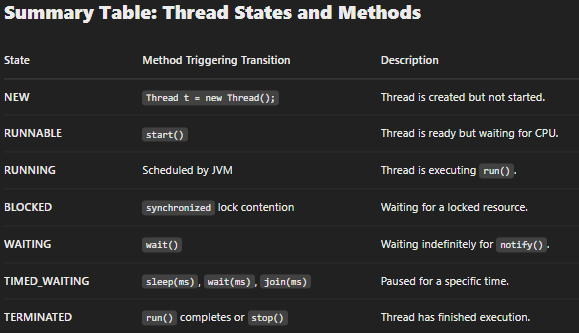 Summary Table: Thread States and Methods
State Method Triggering Transition Description
NEW Thread t = new Thread(); Thread is created but not started.
RUNNABLE start() Thread is ready but waiting for CPU.
RUNNING Scheduled by JVM Thread is executing run().
BLOCKED synchronized lock contention Waiting for a locked resource.
WAITING wait() Waiting indefinitely for notify().
TIMED_WAITING sleep(ms), wait(ms), join(ms) Paused for a specific time.
TERMINATED run() completes or stop() Thread has finished execution.